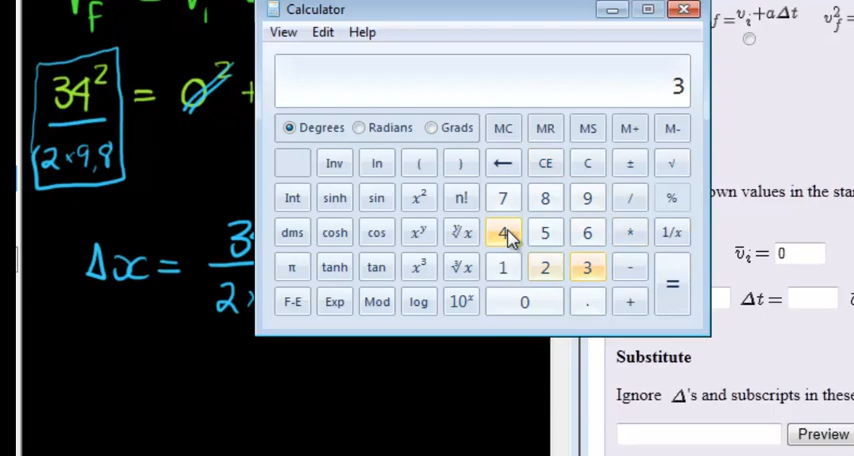 V_F = V_i
34² = 0² +
(2×9,8
Δx = 3
2×
Calculator
View Edit Help
3
Degrees Radians Grads MC MR MS M+ M-
Inv ln ( ) ← CE C ± √
Int sinh sin x² n! 7 8 9 / %
dms cosh cos xʸ ʸ√x 4 5 6 * 1/x
π tanh tan x³ ³√x 1 2 3 - =
F-E Exp Mod log 10ˣ 0 . +
f = v_i + aΔt v_f² =
own values in the
v̄_i = 0
Δt =
Substitute
Ignore Δ's and subscripts in these
Preview